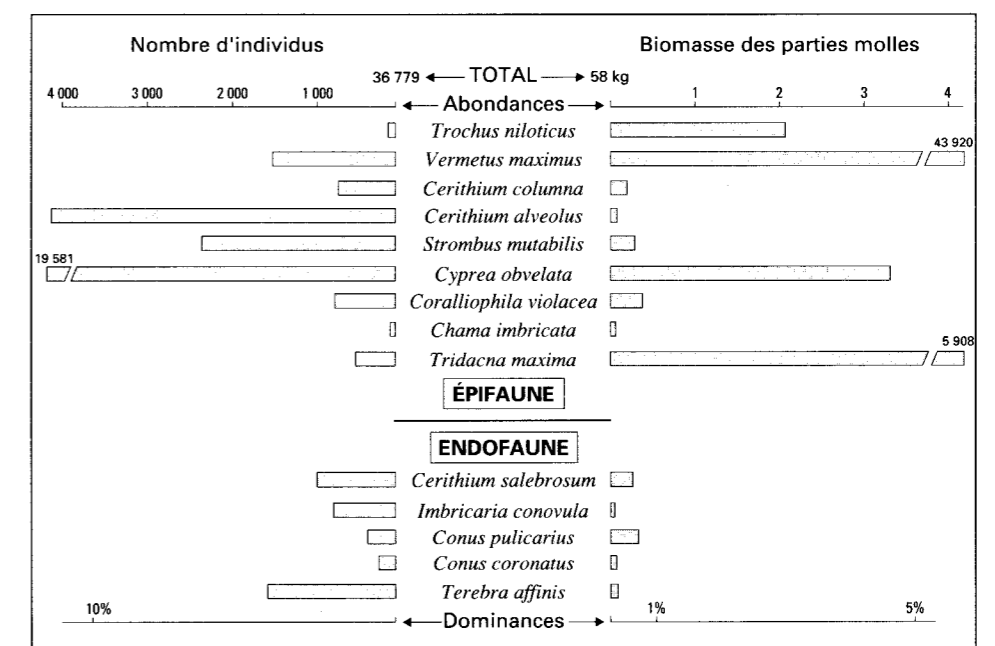 Nombre d'individus
Biomasse des parties molles
36 779 ← TOTAL → 58 kg
4 000 3 000 2 000 1 000 ← Abondances → 1 2 3 4
Trochus niloticus
Vermetus maximus 43 920
Cerithium columna
Cerithium alveolus
Strombus mutabilis
19 581 Cyprea obvelata
Coralliophila violacea
Chama imbricata
Tridacna maxima 5 908
ÉPIFAUNE
ENDOFAUNE
Cerithium salebrosum
Imbricaria conovula
Conus pulicarius
Conus coronatus
Terebra affinis
10% ← Dominances → 1% 5%